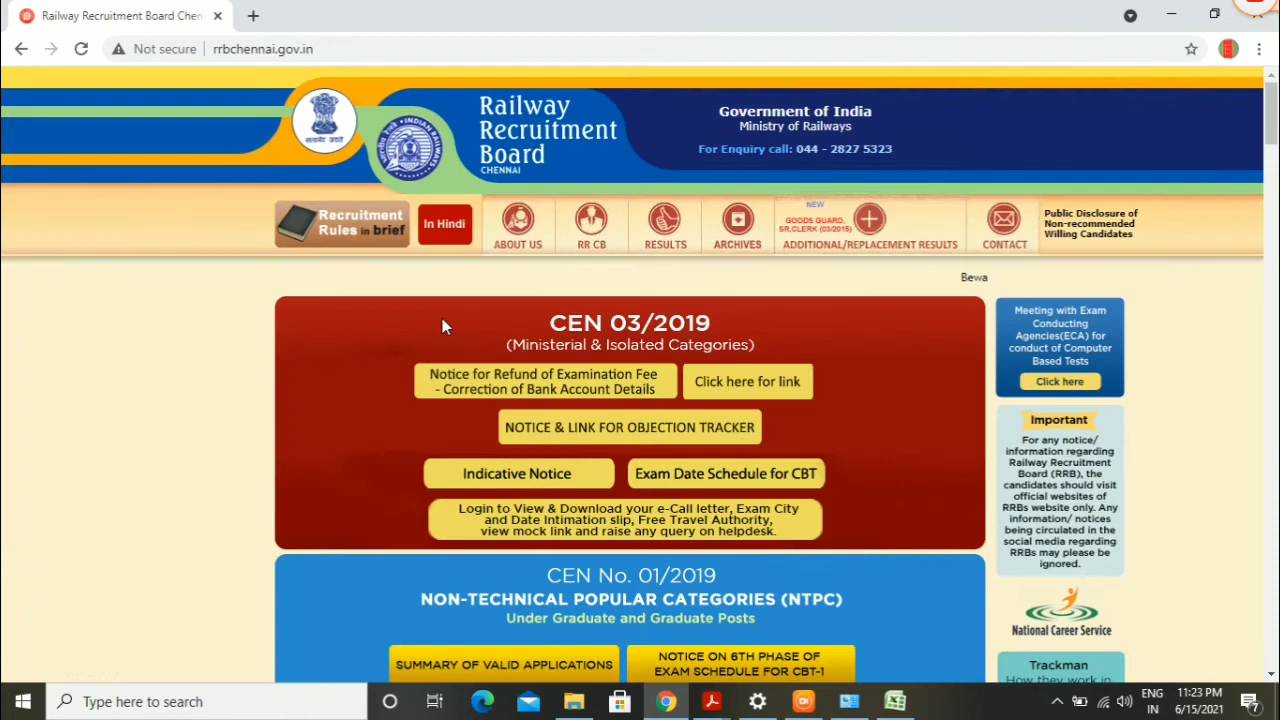 Railway Recruitment Board Chen
Not secure
rrbchennai.gov.in
Railway
Recruitment
Board
CHENNAI
सत्यमेव जयते
INDIAN RAILWAYS
Government of India
Ministry of Railways
For Enquiry call: 044 - 2827 5323
Recruitment
Rules in brief
In Hindi
ABOUT US
RR CB
RESULTS
ARCHIVES
NEW
GOODS GUARD,
SR,CLERK (03/2015)
ADDITIONAL/REPLACEMENT RESULTS
CONTACT
Public Disclosure of
Non-recommended
Willing Candidates
Bewa
CEN 03/2019
(Ministerial & Isolated Categories)
Notice for Refund of Examination Fee
- Correction of Bank Account Details
Click here for link
NOTICE & LINK FOR OBJECTION TRACKER
Indicative Notice
Exam Date Schedule for CBT
Login to View & Download your e-Call letter, Exam City
and Date Intimation slip, Free Travel Authority,
view mock link and raise any query on helpdesk.
CEN No. 01/2019
NON-TECHNICAL POPULAR CATEGORIES (NTPC)
Under Graduate and Graduate Posts
SUMMARY OF VALID APPLICATIONS
NOTICE ON 6TH PHASE OF
EXAM SCHEDULE FOR CBT-1
Meeting with Exam
Conducting
Agencies(ECA) for
conduct of Computer
Based Tests
Click here
Important
For any notice/
information regarding
Railway Recruitment
Board (RRB), the
candidates should visit
official websites of
RRBs website only. Any
information/ notices
being circulated in the
social media regarding
RRBs may please be
ignored.
National Career Service
Trackman
How they work in
Type here to search
ENG
IN
11:23 PM
6/15/2021
7